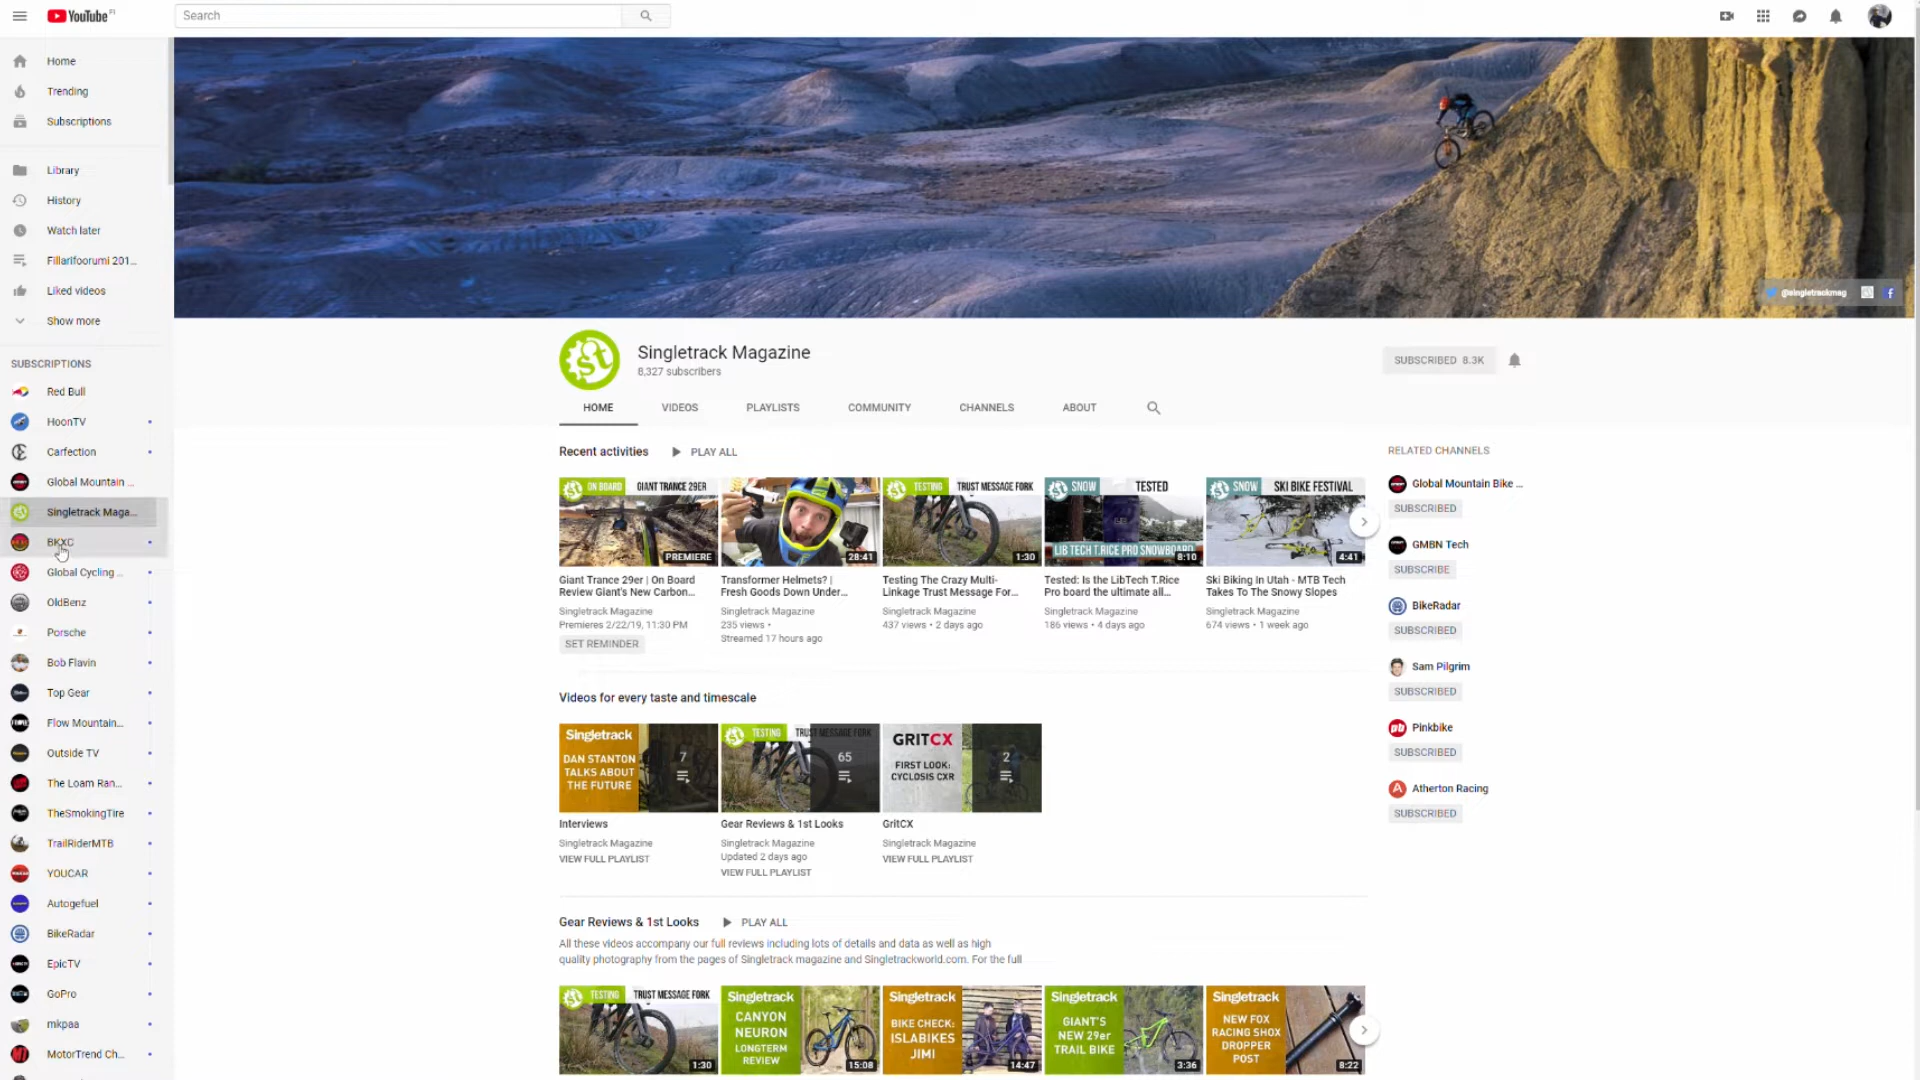 YouTube FI
Search
Home
Trending
Subscriptions
Library
History
Watch later
Fillarifoorumi 201...
Liked videos
Show more
SUBSCRIPTIONS
Red Bull
HoonTV
Carfection
Global Mountain ...
Singletrack Maga...
BKXC
Global Cycling ...
OldBenz
Porsche
Bob Flavin
Top Gear
Flow Mountain...
Outside TV
The Loam Ran...
TheSmokingTire
TrailRiderMTB
YOUCAR
Autogefuel
BikeRadar
EpicTV
GoPro
mkpaa
MotorTrend Ch...
@singletrackmag
Singletrack Magazine
8,327 subscribers
SUBSCRIBED 8.3K
HOME VIDEOS PLAYLISTS COMMUNITY CHANNELS ABOUT
Recent activities PLAY ALL
ON BOARD GIANT TRANCE 29ER
PREMIERE
Giant Trance 29er | On Board
Review Giant's New Carbon...
Singletrack Magazine
Premieres 2/22/19, 11:30 PM
SET REMINDER
28:41
Transformer Helmets? |
Fresh Goods Down Under...
Singletrack Magazine
235 views •
Streamed 17 hours ago
TESTING TRUST MESSAGE FORK
1:30
Testing The Crazy Multi-
Linkage Trust Message For...
Singletrack Magazine
437 views • 2 days ago
SNOW TESTED
LIB TECH T.RICE PRO SNOWBOARD
8:10
Tested: Is the LibTech T.Rice
Pro board the ultimate all...
Singletrack Magazine
186 views • 4 days ago
SNOW SKI BIKE FESTIVAL
4:41
Ski Biking In Utah - MTB Tech
Takes To The Snowy Slopes
Singletrack Magazine
674 views • 1 week ago
Videos for every taste and timescale
Singletrack
DAN STANTON
TALKS ABOUT
THE FUTURE
7
Interviews
Singletrack Magazine
VIEW FULL PLAYLIST
TESTING TRUST MESSAGE FORK
65
Gear Reviews & 1st Looks
Singletrack Magazine
Updated 2 days ago
VIEW FULL PLAYLIST
GRITCX
FIRST LOOK:
CYCLOSIS CXR
2
GritCX
Singletrack Magazine
VIEW FULL PLAYLIST
Gear Reviews & 1st Looks PLAY ALL
All these videos accompany our full reviews including lots of details and data as well as high
quality photography from the pages of Singletrack magazine and Singletrackworld.com. For the full
TESTING TRUST MESSAGE FORK
1:30
Singletrack
CANYON
NEURON
LONGTERM
REVIEW
15:08
Singletrack
BIKE CHECK:
ISLABIKES
JIMI
14:47
Singletrack
GIANT'S
NEW 29er
TRAIL BIKE
3:36
Singletrack
NEW FOX
RACING SHOX
DROPPER
POST
8:22
RELATED CHANNELS
Global Mountain Bike ...
SUBSCRIBED
GMBN Tech
SUBSCRIBE
BikeRadar
SUBSCRIBED
Sam Pilgrim
SUBSCRIBED
Pinkbike
SUBSCRIBED
Atherton Racing
SUBSCRIBED